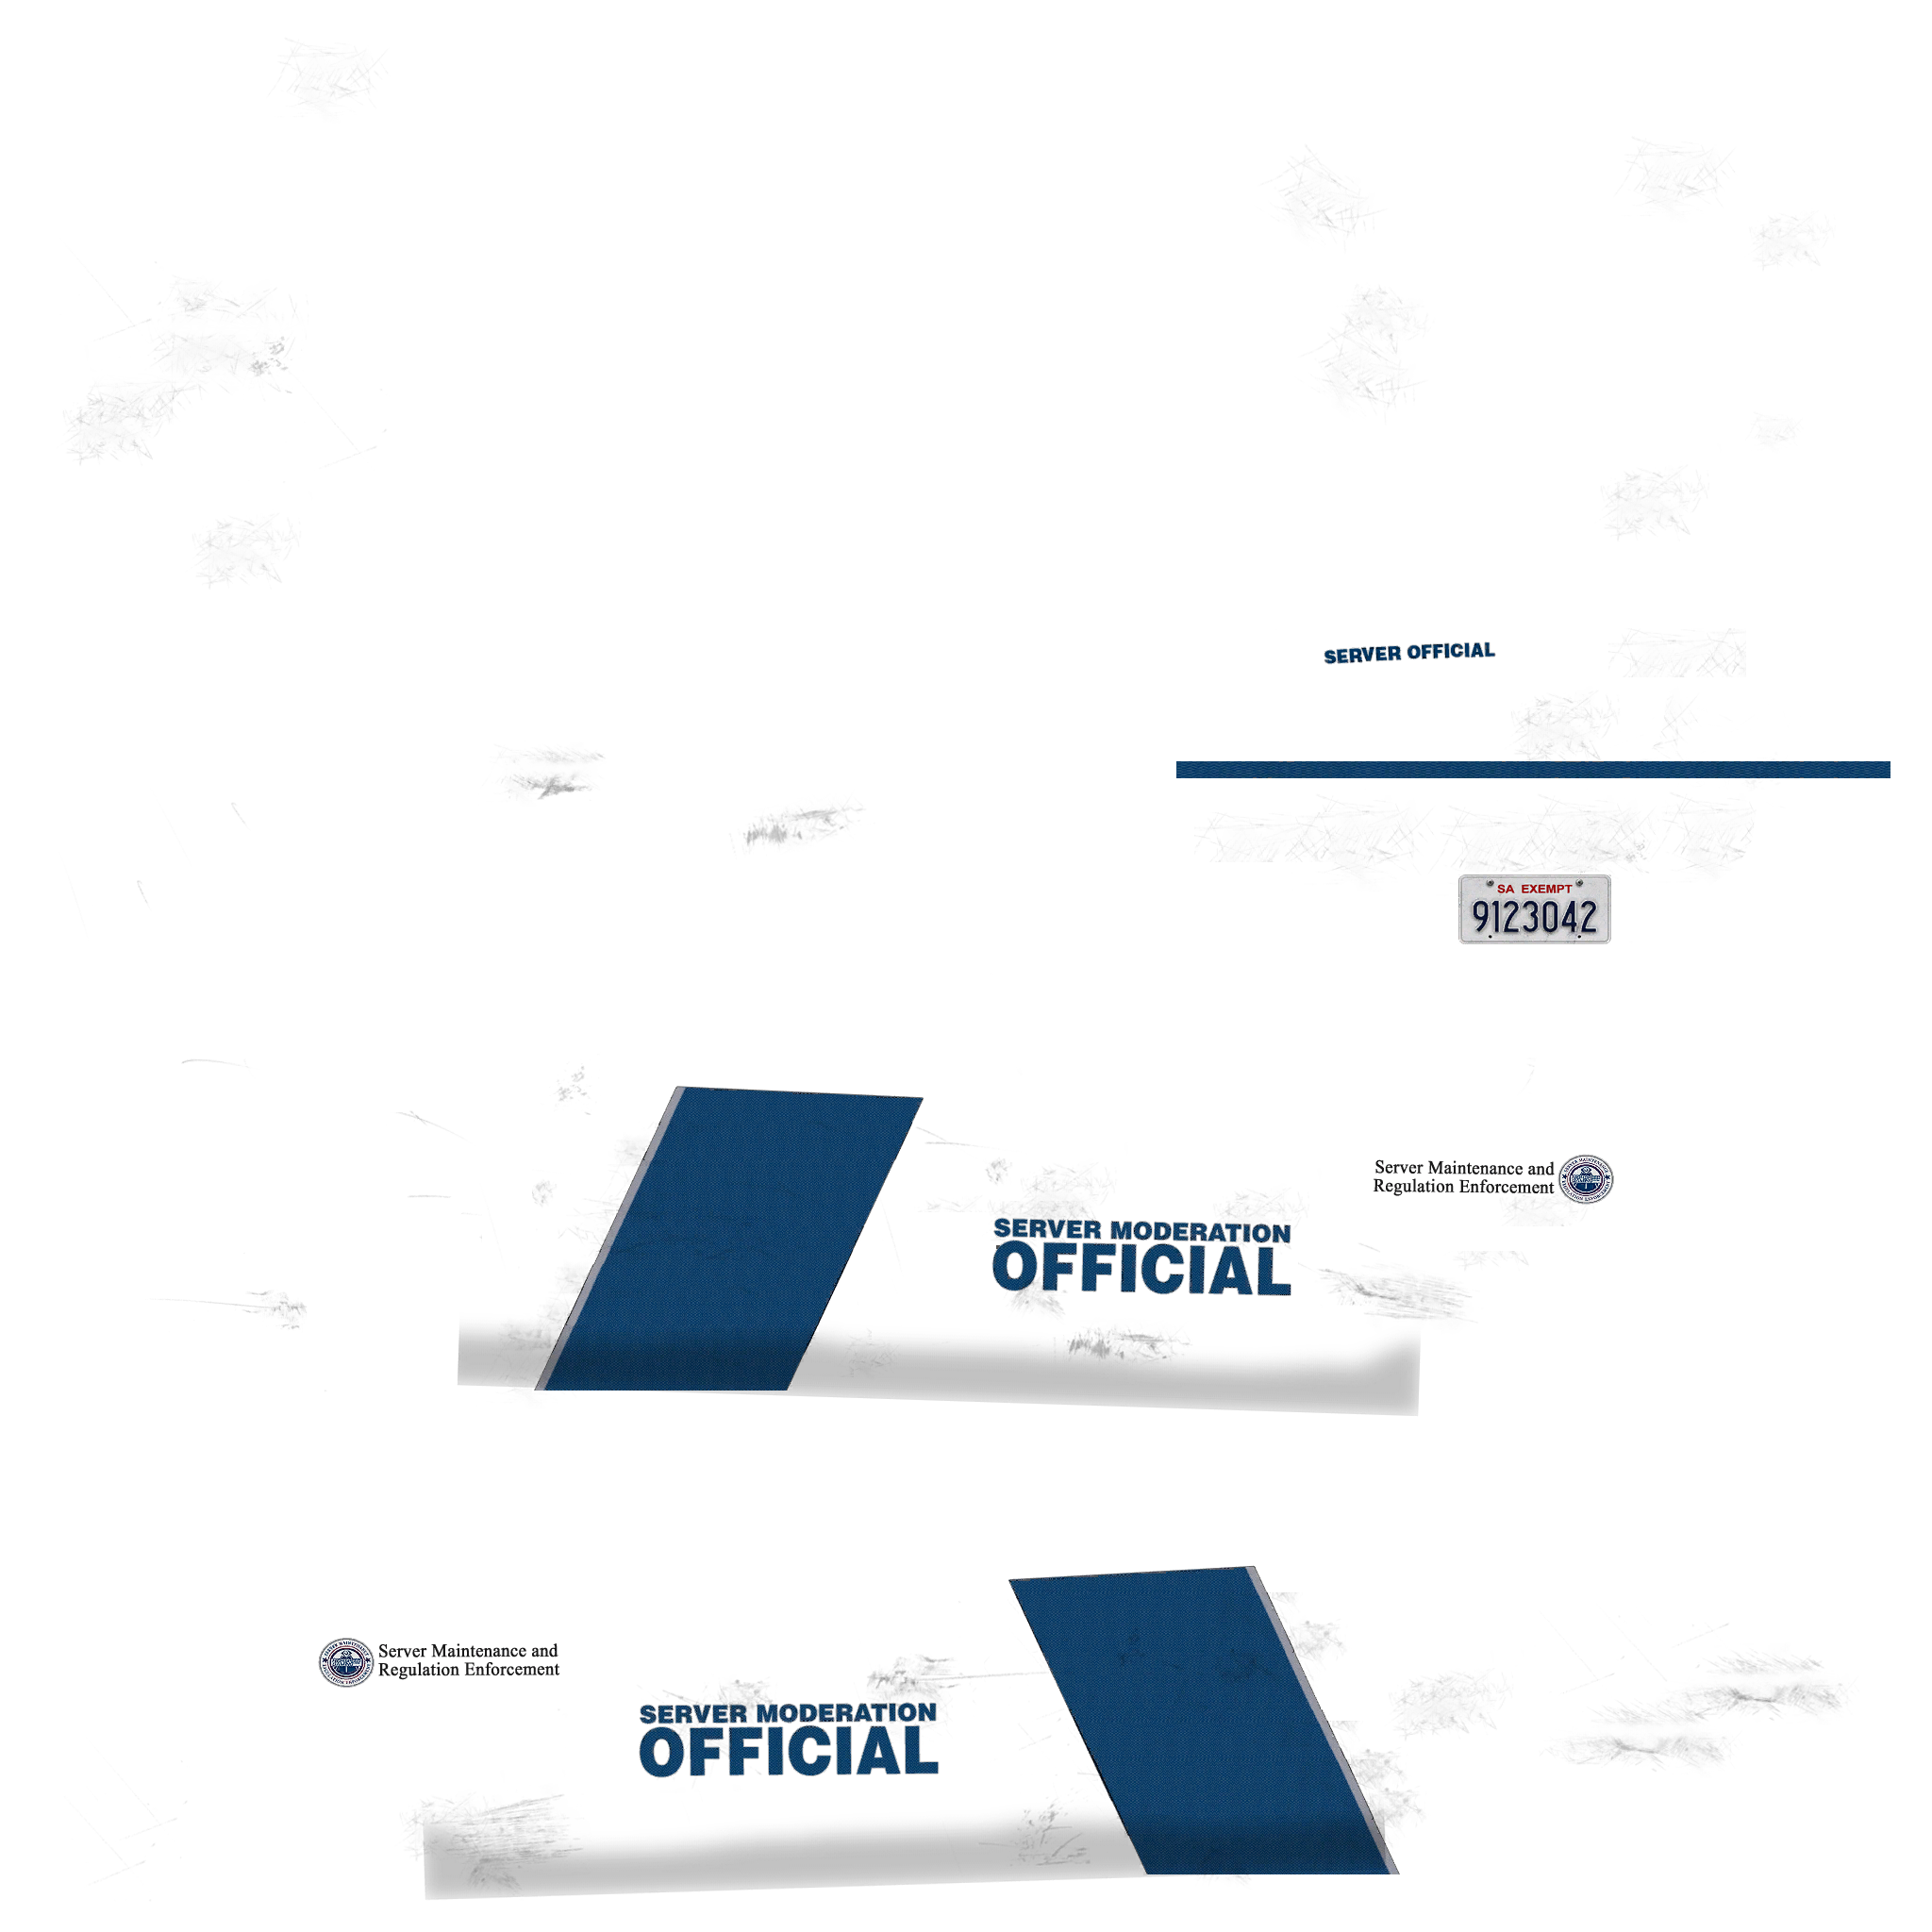 SERVER OFFICIAL
SA EXEMPT
9123042
Server Maintenance and
Regulation Enforcement
SERVER MODERATION
OFFICIAL
Server Maintenance and
Regulation Enforcement
SERVER MODERATION
OFFICIAL